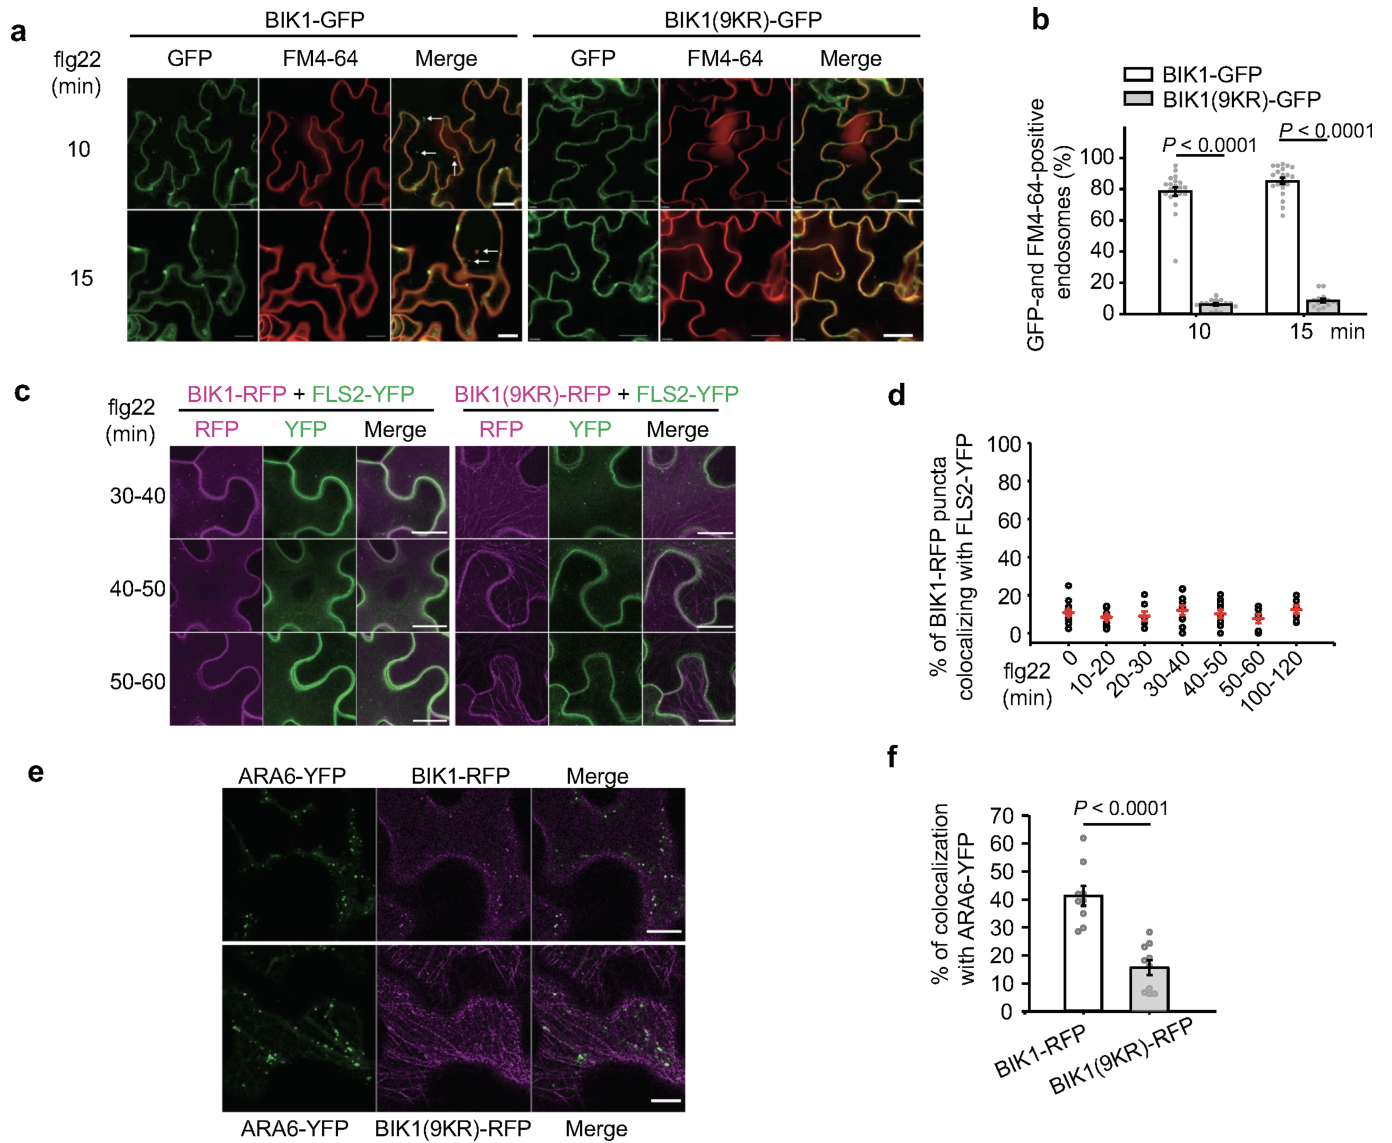 a
BIK1-GFP
BIK1(9KR)-GFP
flg22
(min)
GFP
FM4-64
Merge
GFP
FM4-64
Merge
10
15
b
BIK1-GFP
BIK1(9KR)-GFP
GFP-and FM4-64-positive
endosomes (%)
P < 0.0001
P < 0.0001
100
80
60
40
20
0
10
15
min
c
BIK1-RFP + FLS2-YFP
BIK1(9KR)-RFP + FLS2-YFP
flg22
(min)
RFP
YFP
Merge
RFP
YFP
Merge
30-40
40-50
50-60
d
% of BIK1-RFP puncta
colocalizing with FLS2-YFP
100
80
60
40
20
0
flg22
(min)
0
10-20
20-30
30-40
40-50
50-60
100-120
e
ARA6-YFP
BIK1-RFP
Merge
ARA6-YFP
BIK1(9KR)-RFP
Merge
f
% of colocalization
with ARA6-YFP
P < 0.0001
70
60
50
40
30
20
10
0
BIK1-RFP
BIK1(9KR)-RFP